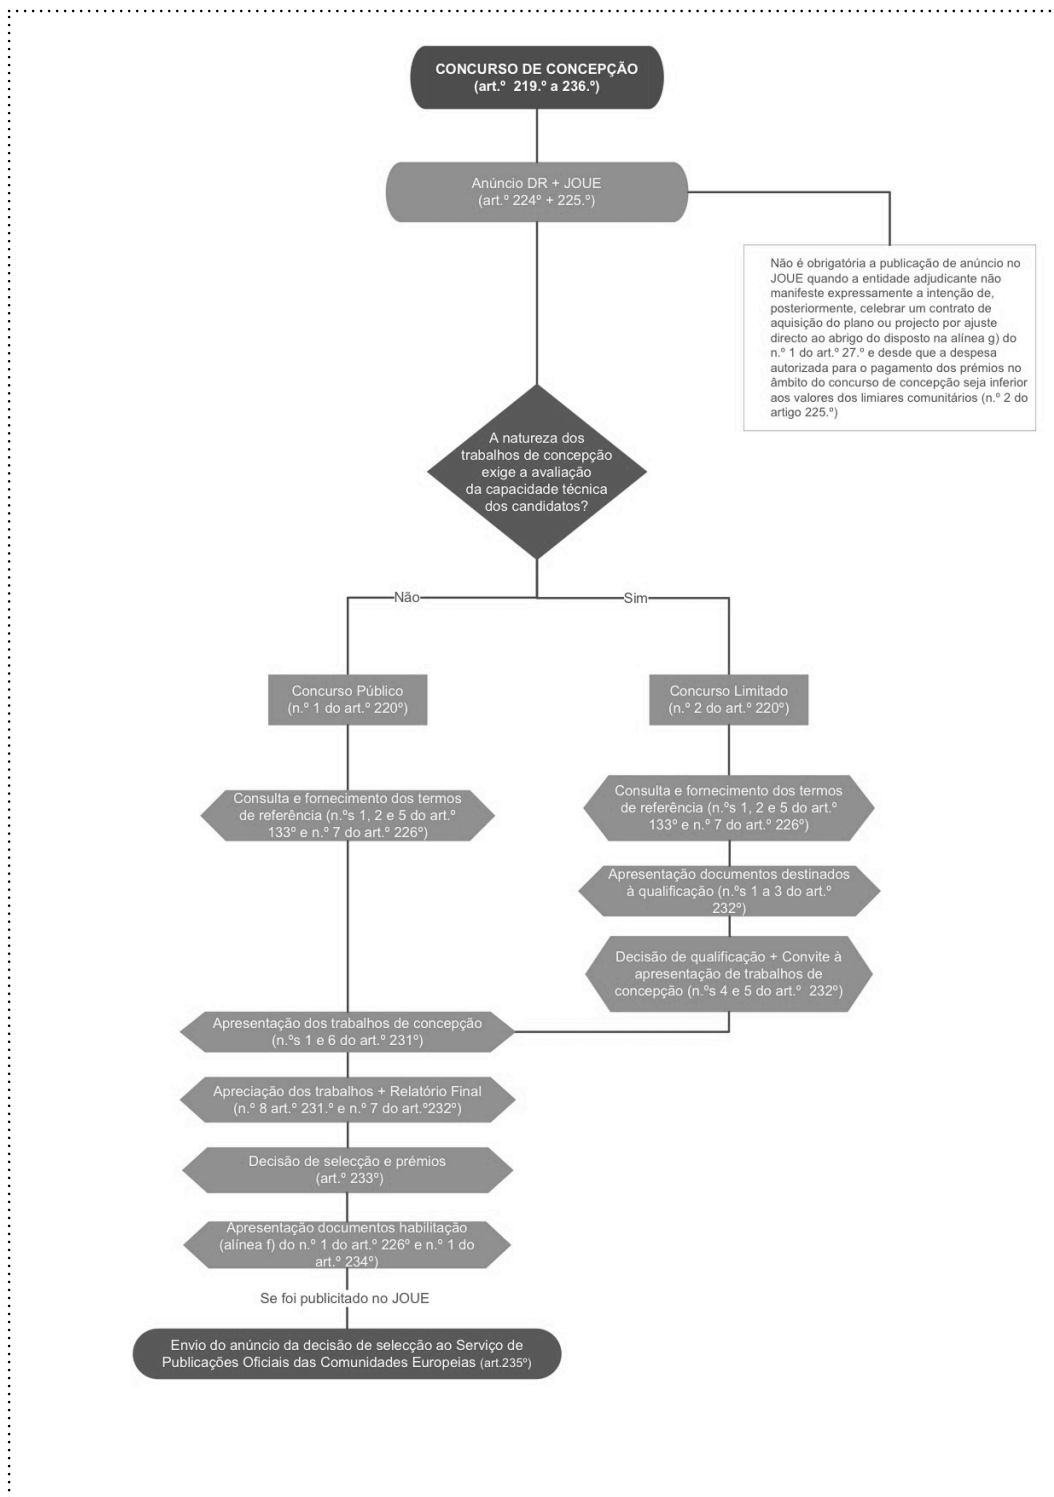 CONCURSO DE CONCEPÇÃO
(art.º 219.º a 236.º)
Anúncio DR + JOUE
(art.º 224º + 225.º)
Não é obrigatória a publicação de anúncio no
JOUE quando a entidade adjudicante não
manifeste expressamente a intenção de,
posteriormente, celebrar um contrato de
aquisição do plano ou projecto por ajuste
directo ao abrigo do disposto na alínea g) do
n.º 1 do art.º 27.º e desde que a despesa
autorizada para o pagamento dos prémios no
âmbito do concurso de concepção seja inferior
aos valores dos limiares comunitários (n.º 2 do
artigo 225.º)
A natureza dos
trabalhos de concepção
exige a avaliação
da capacidade técnica
dos candidatos?
Não
Sim
Concurso Público
(n.º 1 do art.º 220º)
Concurso Limitado
(n.º 2 do art.º 220º)
Consulta e fornecimento dos termos
de referência (n.ºs 1, 2 e 5 do art.º
133º e n.º 7 do art.º 226º)
Consulta e fornecimento dos termos
de referência (n.ºs 1, 2 e 5 do art.º
133º e n.º 7 do art.º 226º)
Apresentação documentos destinados
à qualificação (n.ºs 1 a 3 do art.º
232º)
Decisão de qualificação + Convite à
apresentação de trabalhos de
concepção (n.ºs 4 e 5 do art.º 232º)
Apresentação dos trabalhos de concepção
(n.ºs 1 e 6 do art.º 231º)
Apreciação dos trabalhos + Relatório Final
(n.º 8 art.º 231.º e n.º 7 do art.º232º)
Decisão de selecção e prémios
(art.º 233º)
Apresentação documentos habilitação
(alínea f) do n.º 1 do art.º 226º e n.º 1 do
art.º 234º)
Se foi publicitado no JOUE
Envio do anúncio da decisão de selecção ao Serviço de
Publicações Oficiais das Comunidades Europeias (art.235º)